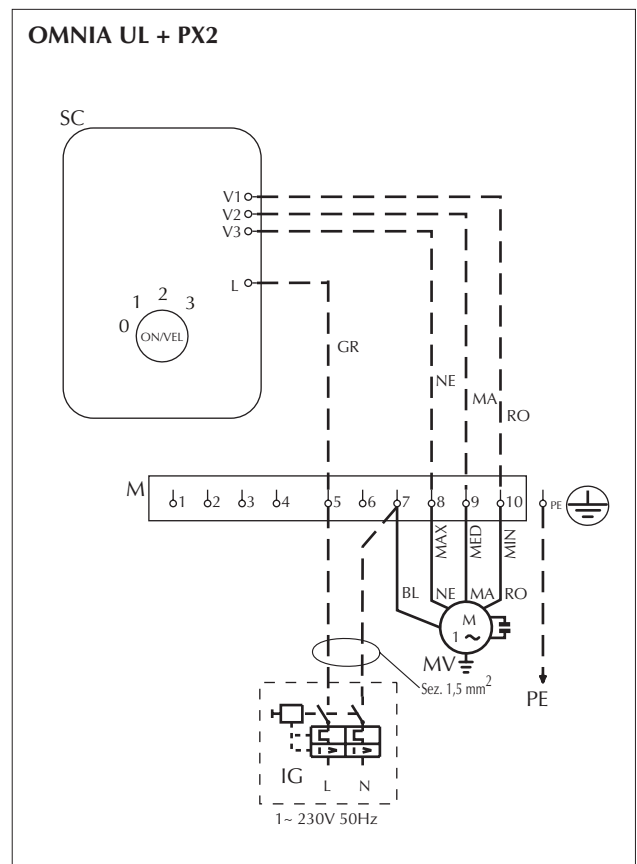 OMNIA UL + PX2
SC
V1
V2
V3
L
0 1 2 3
ON/VEL
GR
NE
MA
RO
M
1 2 3 4 5 6 7 8 9 10 PE
MAX
MED
MIN
BL NE MA RO
M
1 ~
MV
Sez. 1,5 mm²
PE
I> I>
IG
L N
1~ 230V 50Hz